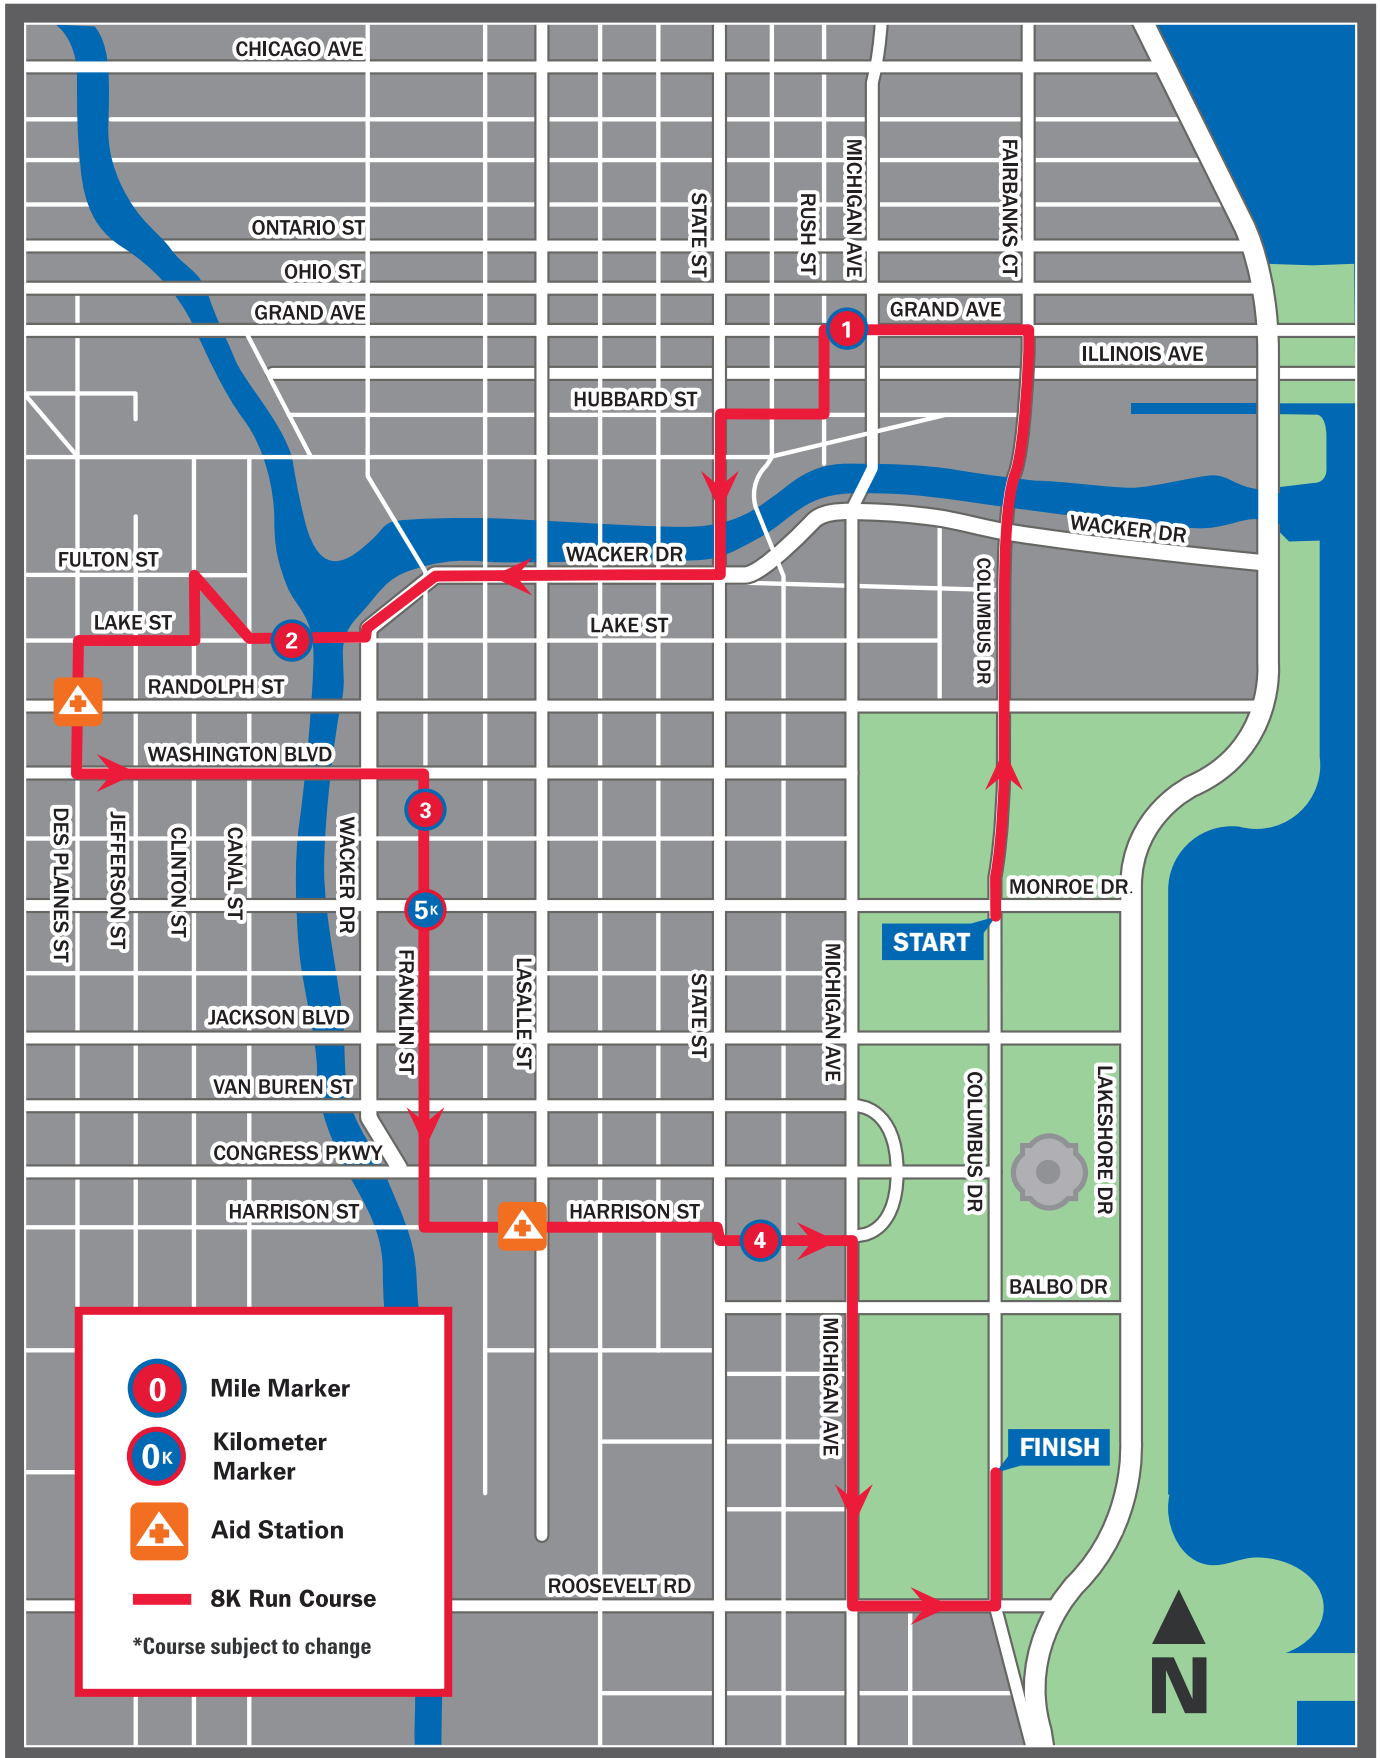 CHICAGO AVE
MICHIGAN AVE
FAIRBANKS CT
STATE ST
RUSH ST
ONTARIO ST
OHIO ST
GRAND AVE
GRAND AVE
1
ILLINOIS AVE
HUBBARD ST
WACKER DR
WACKER DR
FULTON ST
COLUMBUS DR
LAKE ST
LAKE ST
2
RANDOLPH ST
WASHINGTON BLVD
3
DES PLAINES ST
JEFFERSON ST
CLINTON ST
CANAL ST
WACKER DR
MONROE DR.
5K
START
FRANKLIN ST
LASALLE ST
STATE ST
MICHIGAN AVE
JACKSON BLVD
VAN BUREN ST
COLUMBUS DR
LAKESHORE DR
CONGRESS PKWY
HARRISON ST
HARRISON ST
4
BALBO DR
MICHIGAN AVE
FINISH
0
Mile Marker
0K
Kilometer
Marker
Aid Station
8K Run Course
*Course subject to change
ROOSEVELT RD
N